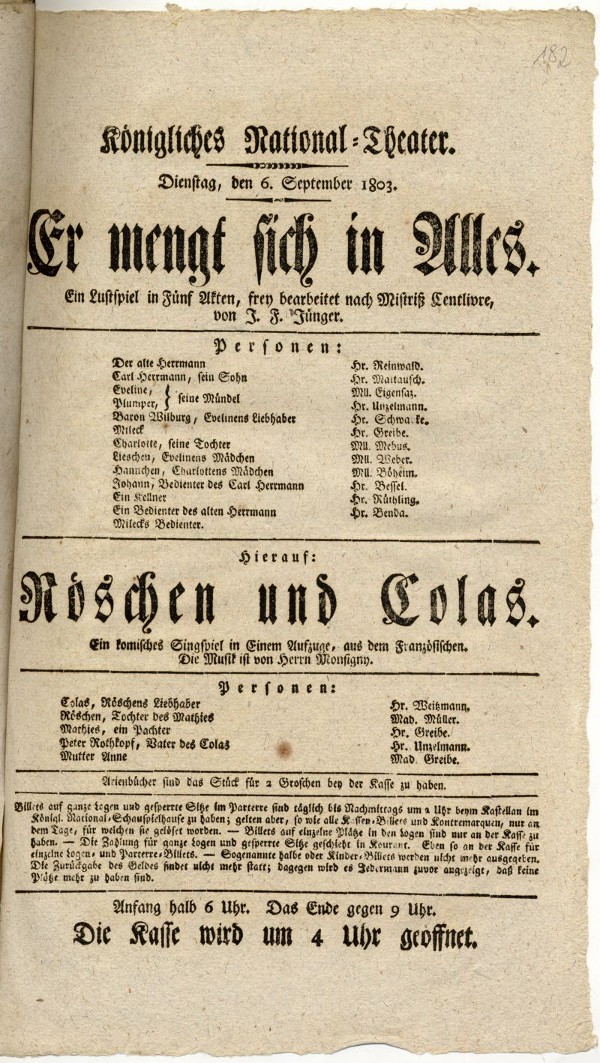 182
Königliches National-Theater.
Dienstag, den 6. September 1803.
Er mengt sich in Alles.
Ein Lustspiel in Fünf Akten, frey bearbeitet nach Mistriß Centlivre,
von J. F. Jünger.
Personen:
Der alte Herrmann Hr. Reinwald.
Carl Herrmann, sein Sohn Hr. Mattausch.
Eveline, } seine Mündel Mll. Eigensaz.
Plumper, Hr. Unzelmann.
Baron Wilburg, Evelinens Liebhaber Hr. Schwa ke.
Mileck Hr. Greibe.
Charlotte, seine Tochter Mll. Mebus.
Lieschen, Evelinens Mädchen Mll. Weber.
Hannchen, Charlottens Mädchen Mll. Böheim.
Johann, Bedienter des Carl Herrmann Hr. Bessel.
Ein Kellner Hr. Rüthling.
Ein Bedienter des alten Herrmann Hr. Benda.
Milecks Bedienter.
Hierauf:
Röschen und Colas.
Ein komisches Singspiel in Einem Aufzuge, aus dem Französischen.
Die Musik ist von Herrn Monsigny.
Personen:
Colas, Röschens Liebhaber Hr. Weitzmann.
Röschen, Tochter des Mathies Mad. Müller.
Mathies, ein Pachter Hr. Greibe.
Peter Rothkopf, Vater des Colas Hr. Unzelmann.
Mutter Anne Mad. Greibe.
Arienbücher sind das Stück für 2 Groschen bey der Kasse zu haben.
Billets auf ganze Logen und gesperrte Sitze im Parterre sind täglich bis Nachmittags um 2 Uhr beym Kastellan im
Königl. National-Schauspielhause zu haben; gelten aber, so wie alle Kassen-Billets und Kontremarquen, nur an
dem Tage, für welchen sie gelöset worden. — Billets auf einzelne Plätze in den Logen sind nur an der Kasse zu
haben. — Die Zahlung für ganze Logen und gesperrte Sitze geschieht in Kourant. Eben so an der Kasse für
einzelne Logen- und Parterre-Billets. — Sogenannte halbe oder Kinder-Billets werden nicht mehr ausgegeben.
Die Zurückgabe des Geldes findet nicht mehr statt; dagegen wird es Jedermann zuvor angezeigt, daß keine
Plätze mehr zu haben sind.
Anfang halb 6 Uhr. Das Ende gegen 9 Uhr.
Die Kasse wird um 4 Uhr geöffnet.